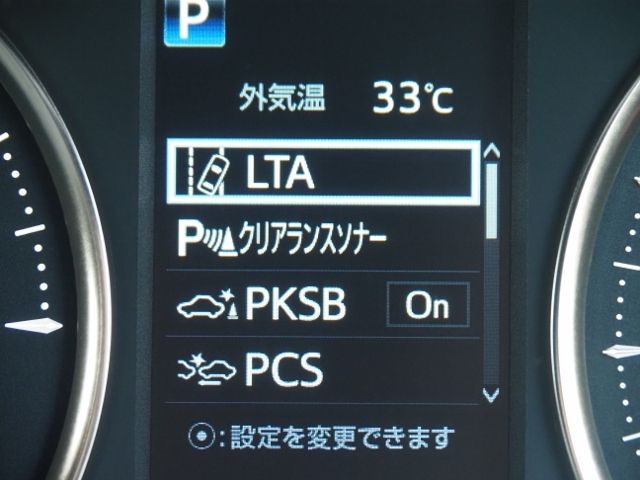 P
外気温 33℃
LTA
Pクリアランスソナー
PKSB On
PCS
:設定を変更できます